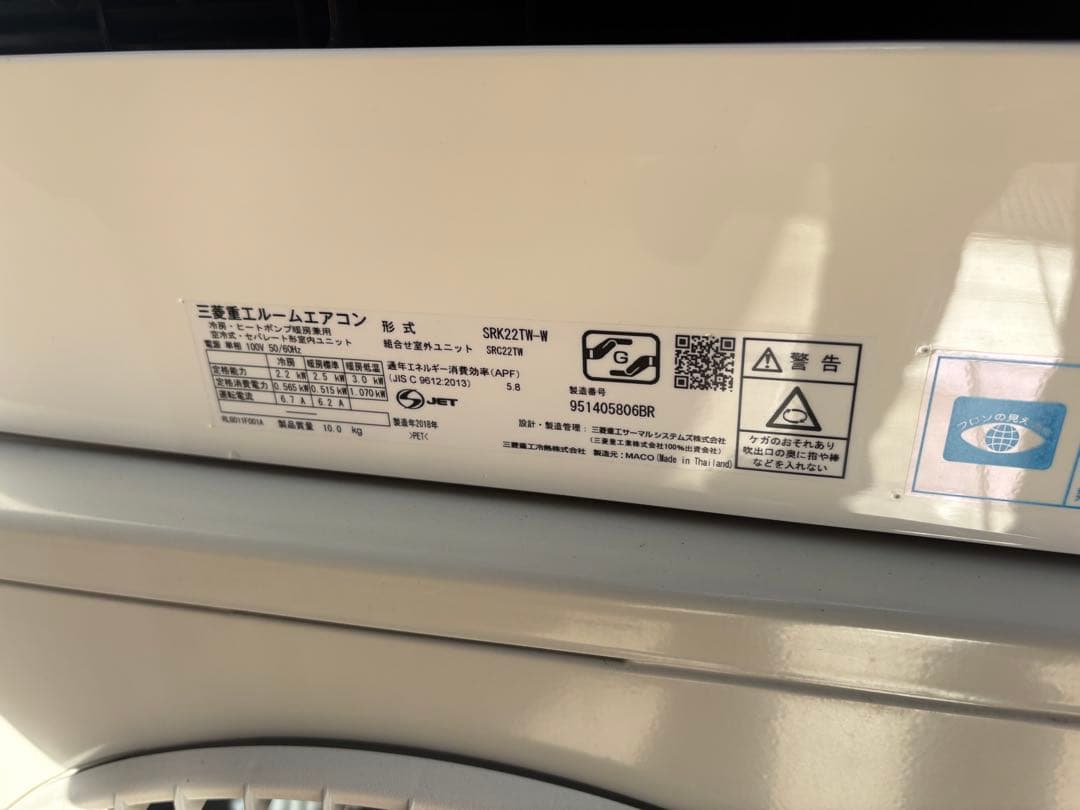 三菱重工ルームエアコン
冷房・ヒートポンプ暖房兼用
空冷式・セパレート形室内ユニット
電源 単相 100V 50/60Hz
冷房 暖房標準 暖房低温
定格能力 2.2 kW 2.5 kW 3.0 kW
定格消費電力 0.565 kW 0.515 kW 1.070 kW
運転電流 6.7 A 6.2 A
RLG011F001A
製品質量 10.0 kg
形式 SRK22TW-W
組合せ室外ユニット SRC22TW
通年エネルギー消費効率(APF)
(JIS C 9612:2013) 5.8
S JET
製造年2018年
>PET<
G
製造番号
951405806BR
設計・製造管理：三菱重工サーマルシステムズ株式会社
(三菱重工業株式会社100%出資会社)
三菱重工冷熱株式会社 製造元：MACO(Made in Thailand)
警告
ケガのおそれあり
吹出口の奥に指や棒
などを入れない
フロンの見え